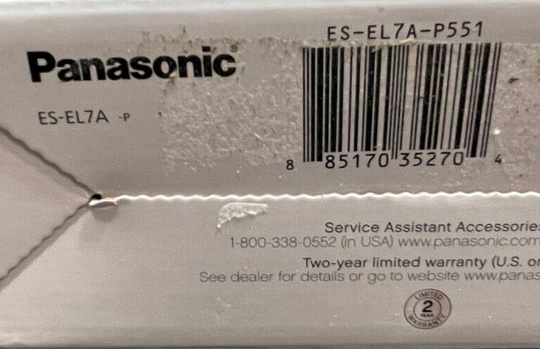 ES-EL7A-P551
Panasonic®
ES-EL7A -P
8 85170 35270 4
Service Assistant Accessories
1-800-338-0552 (in USA) www.panasonic.com
Two-year limited warranty (U.S. or
See dealer for details or go to website www.panas
LIMITED
2
YEAR
WARRANTY